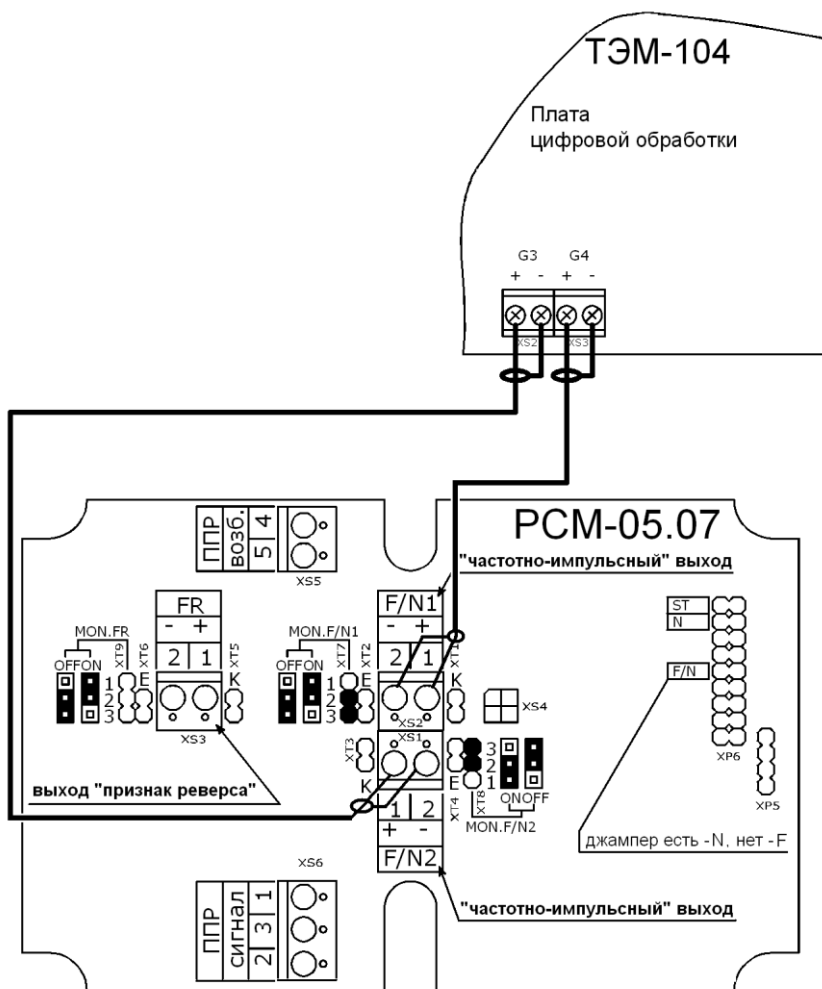 ТЭМ-104
Плата
цифровой обработки
G3 G4
+ - + -
XS2 XS3
РСМ-05.07
"частотно-импульсный" выход
ППР
возб.
5 4
XS5
FR
- +
2 1
MON.FR
OFF ON
XT9
XT6
E
1
2
3
XT5
K
XS3
F/N1
- +
2 1
MON.F/N1
OFF ON
XT7
XT2
E
1
2
3
XT1
K
XS2
XS4
ST
N
F/N
XP6
XP5
XS1
XT3
K
1 2
+ -
F/N2
E
XT4
XT8
3
2
1
ON OFF
MON.F/N2
выход "признак реверса"
джампер есть -N, нет -F
"частотно-импульсный" выход
XS6
ППР
сигнал
2 3 1